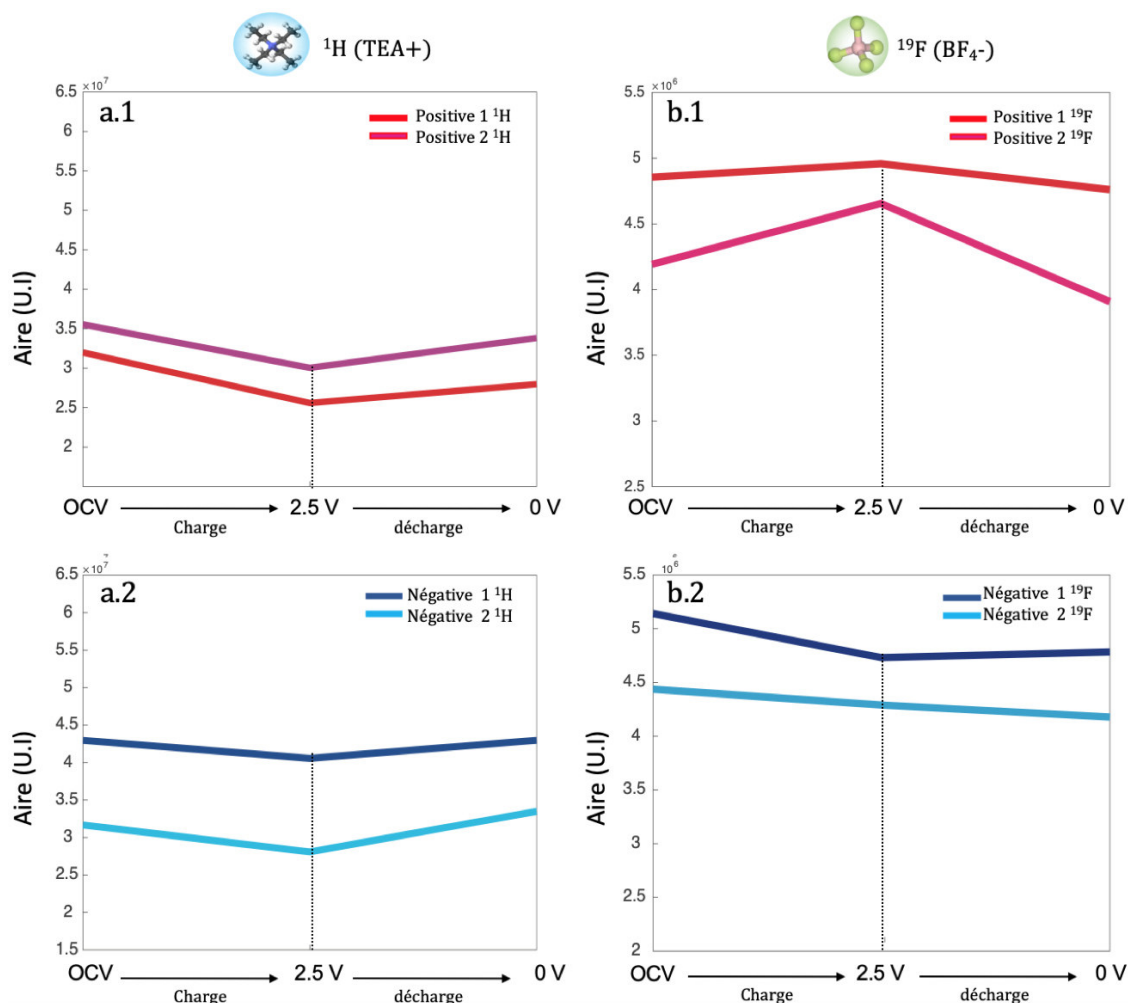 ¹H (TEA+)
¹⁹F (BF₄-)
×10⁷
a.1
Positive 1 ¹H
Positive 2 ¹H
6.5
6
5.5
5
4.5
4
3.5
3
2.5
2
Aire (U.I)
OCV
Charge
2.5 V
décharge
0 V
×10⁶
b.1
Positive 1 ¹⁹F
Positive 2 ¹⁹F
5.5
5
4.5
4
3.5
3
2.5
Aire (U.I)
OCV
Charge
2.5 V
décharge
0 V
×10⁷
a.2
Négative 1 ¹H
Négative 2 ¹H
6.5
6
5.5
5
4.5
4
3.5
3
2.5
2
1.5
Aire (U.I)
OCV
Charge
2.5 V
décharge
0 V
10⁶
b.2
Négative 1 ¹⁹F
Négative 2 ¹⁹F
5.5
5
4.5
4
3.5
3
2.5
2
Aire (U.I)
OCV
Charge
2.5 V
décharge
0 V